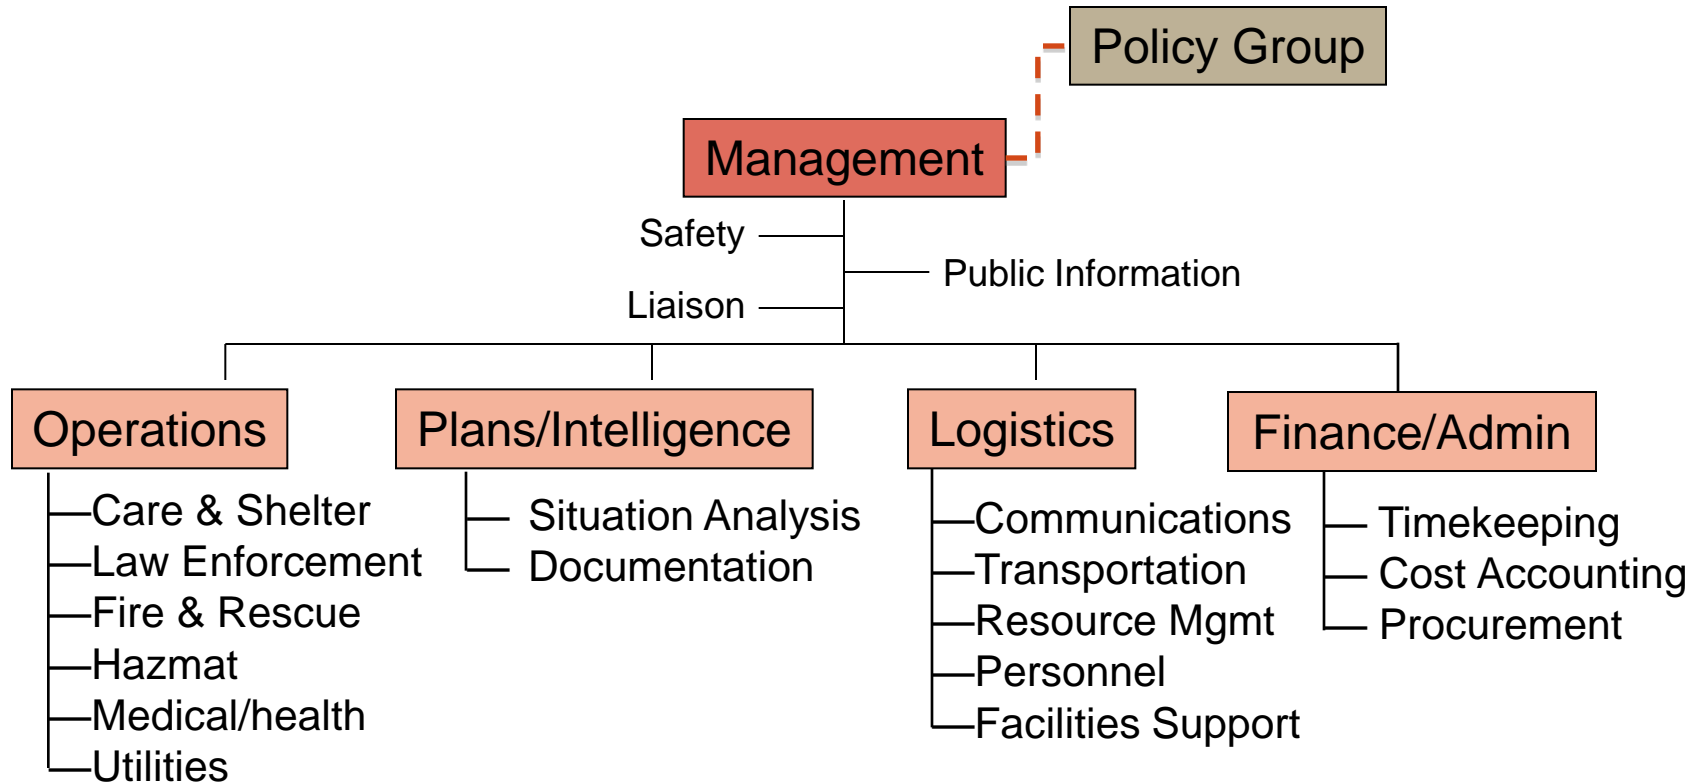 Policy Group
Management
Safety
Public Information
Liaison
Operations
Plans/Intelligence
Logistics
Finance/Admin
Care & Shelter
Law Enforcement
Fire & Rescue
Hazmat
Medical/health
Utilities
Situation Analysis
Documentation
Communications
Transportation
Resource Mgmt
Personnel
Facilities Support
Timekeeping
Cost Accounting
Procurement